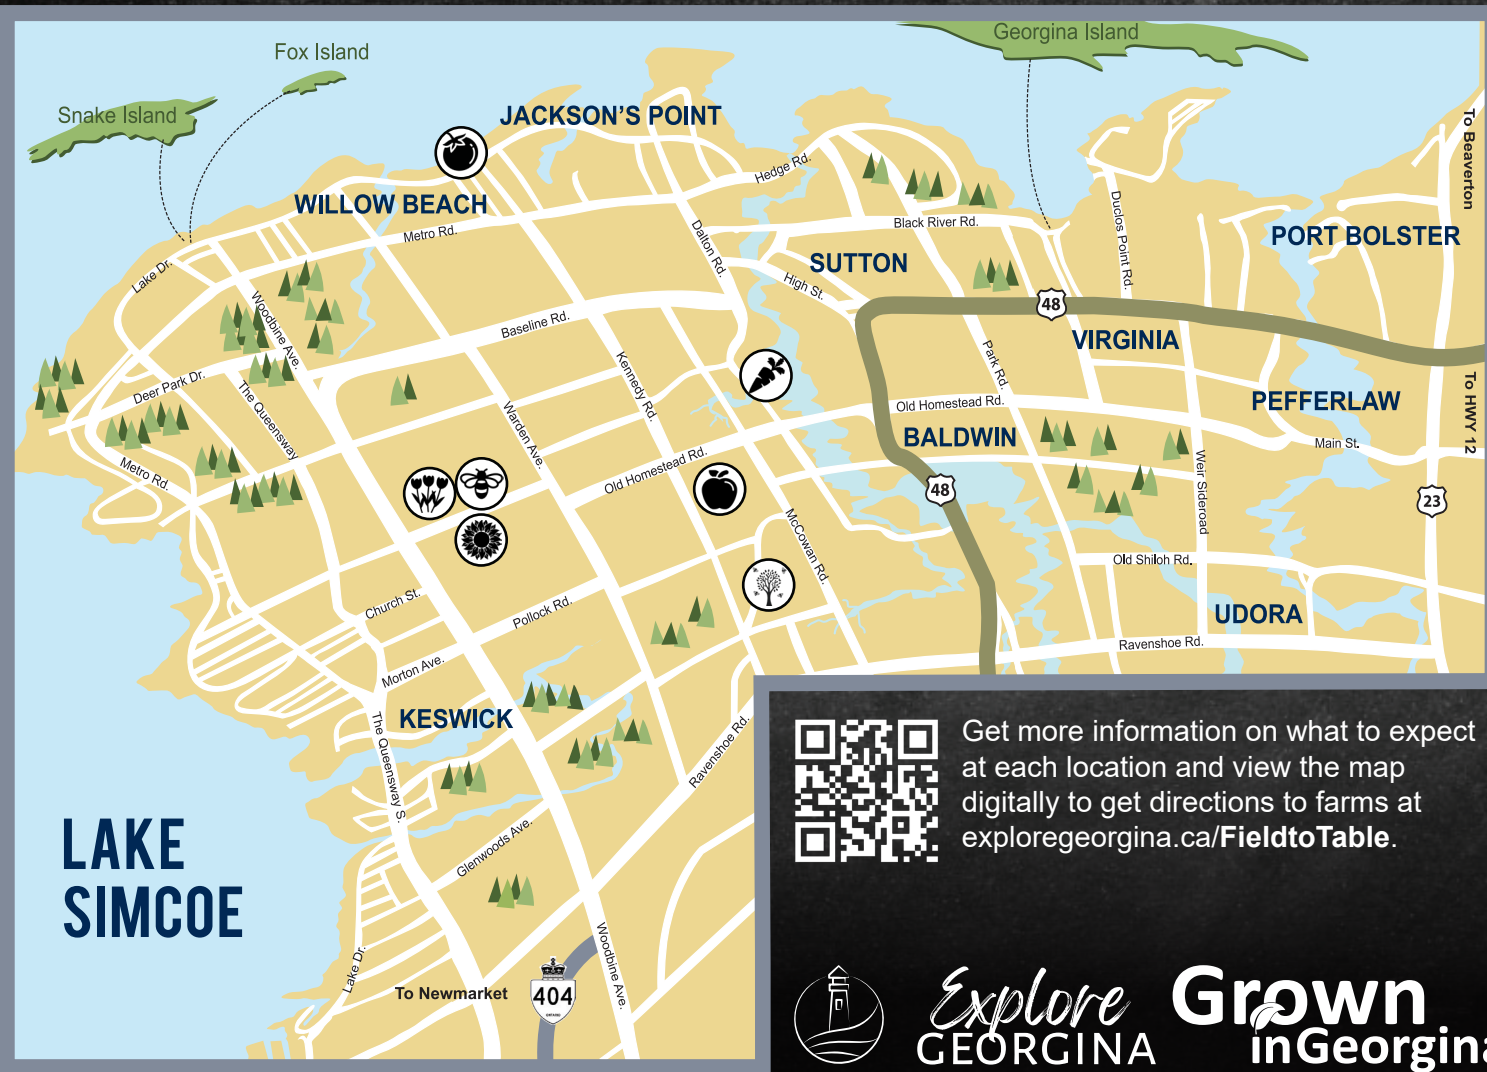 Georgina Island
Fox Island
Snake Island
JACKSON'S POINT
To Beaverton
Hedge Rd.
WILLOW BEACH
Metro Rd.
Dalton Rd.
Black River Rd.
Duclos Point Rd.
PORT BOLSTER
SUTTON
High St.
Lake Dr.
Woodbine Ave.
48
Baseline Rd.
VIRGINIA
Park Rd.
Kennedy Rd.
Deer Park Dr.
The Queensway
Warden Ave.
Old Homestead Rd.
PEFFERLAW
To HWY 12
BALDWIN
Main St.
Metro Rd.
Old Homestead Rd.
Weir Sideroad
48
23
McCowan Rd.
Old Shiloh Rd.
Church St.
Pollock Rd.
UDORA
Ravenshoe Rd.
Morton Ave.
KESWICK
The Queensway S.
Ravenshoe Rd.
Glenwoods Ave.
LAKE
SIMCOE
Lake Dr.
To Newmarket
404
ONTARIO
Woodbine Ave.
Get more information on what to expect
at each location and view the map
digitally to get directions to farms at
exploregeorgina.ca/FieldtoTable.
Explore
GEORGINA
Grown
inGeorgina